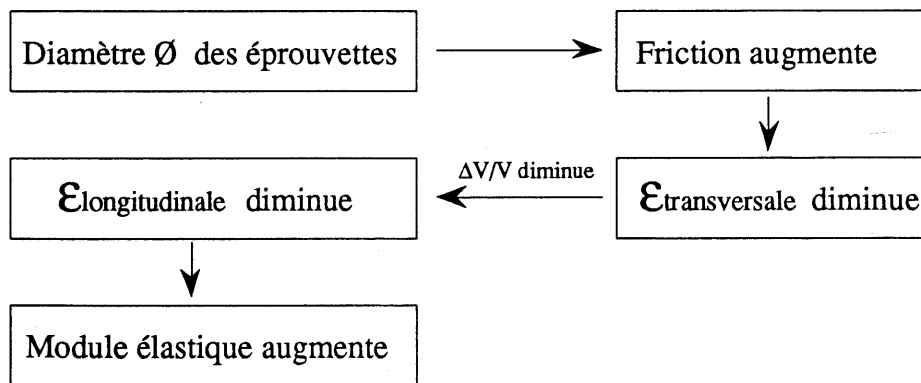 Diamètre Ø des éprouvettes
Friction augmente
εtransversale diminue
ΔV/V diminue
εlongitudinale diminue
Module élastique augmente